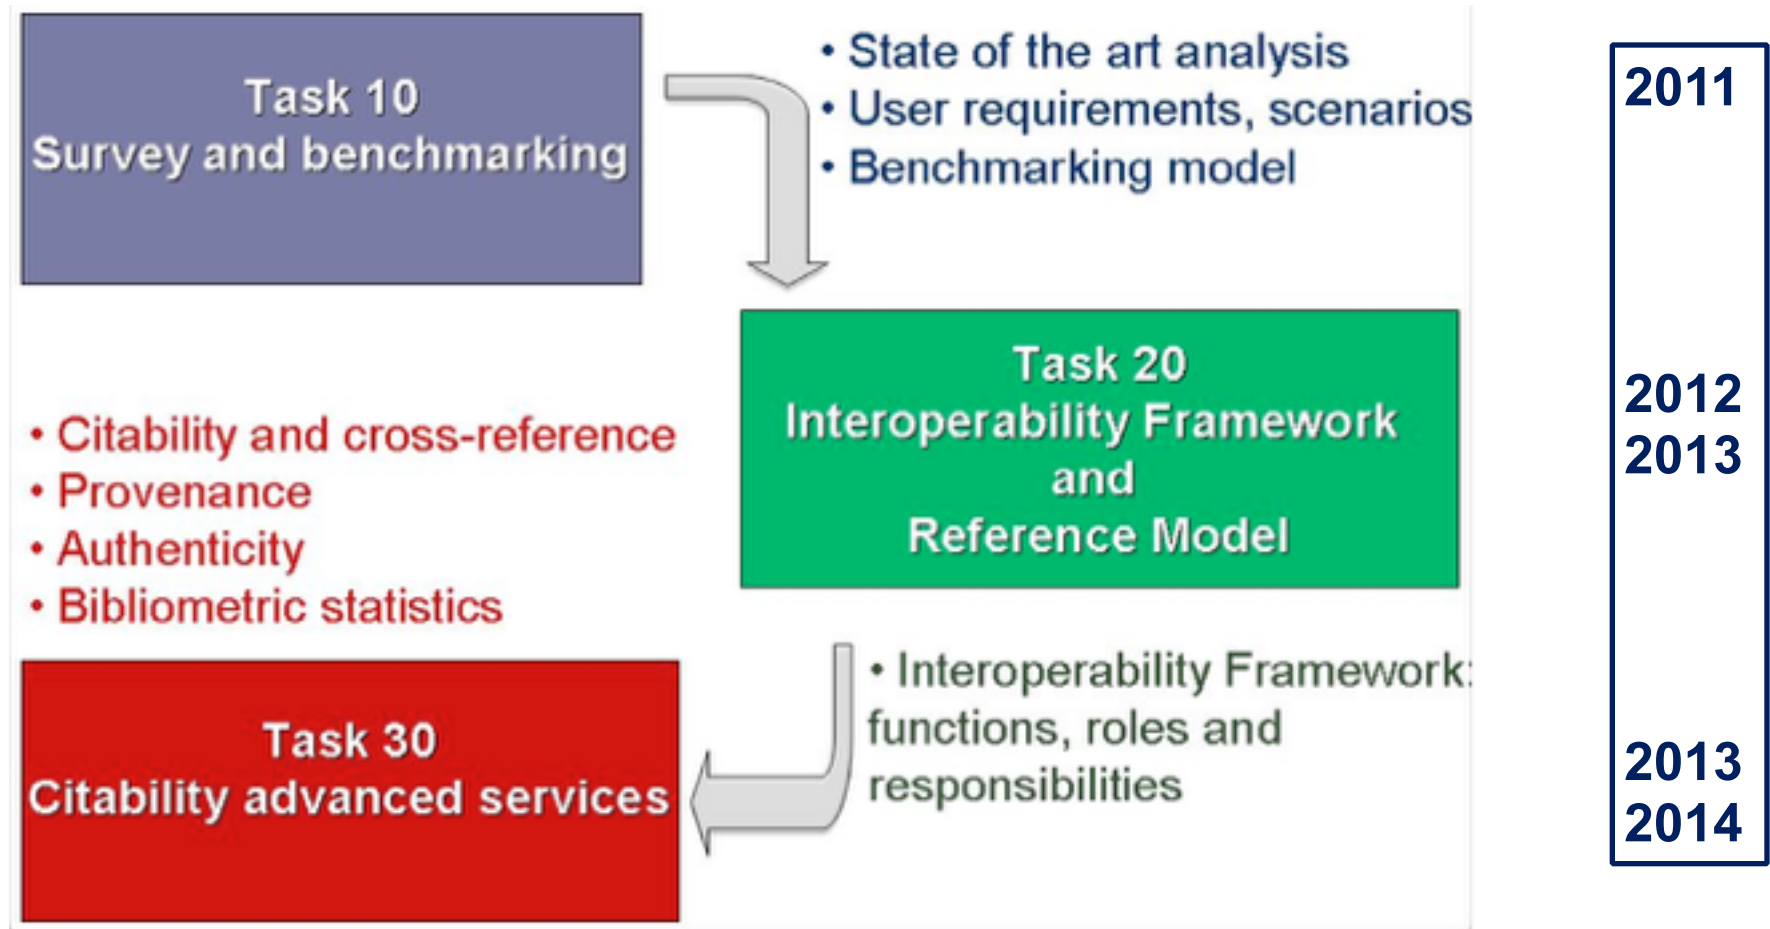 Task 10
Survey and benchmarking
• State of the art analysis
• User requirements, scenarios
• Benchmarking model
Task 20
Interoperability Framework
and
Reference Model
• Citability and cross-reference
• Provenance
• Authenticity
• Bibliometric statistics
• Interoperability Framework:
functions, roles and
responsibilities
Task 30
Citability advanced services
2011
2012
2013
2013
2014